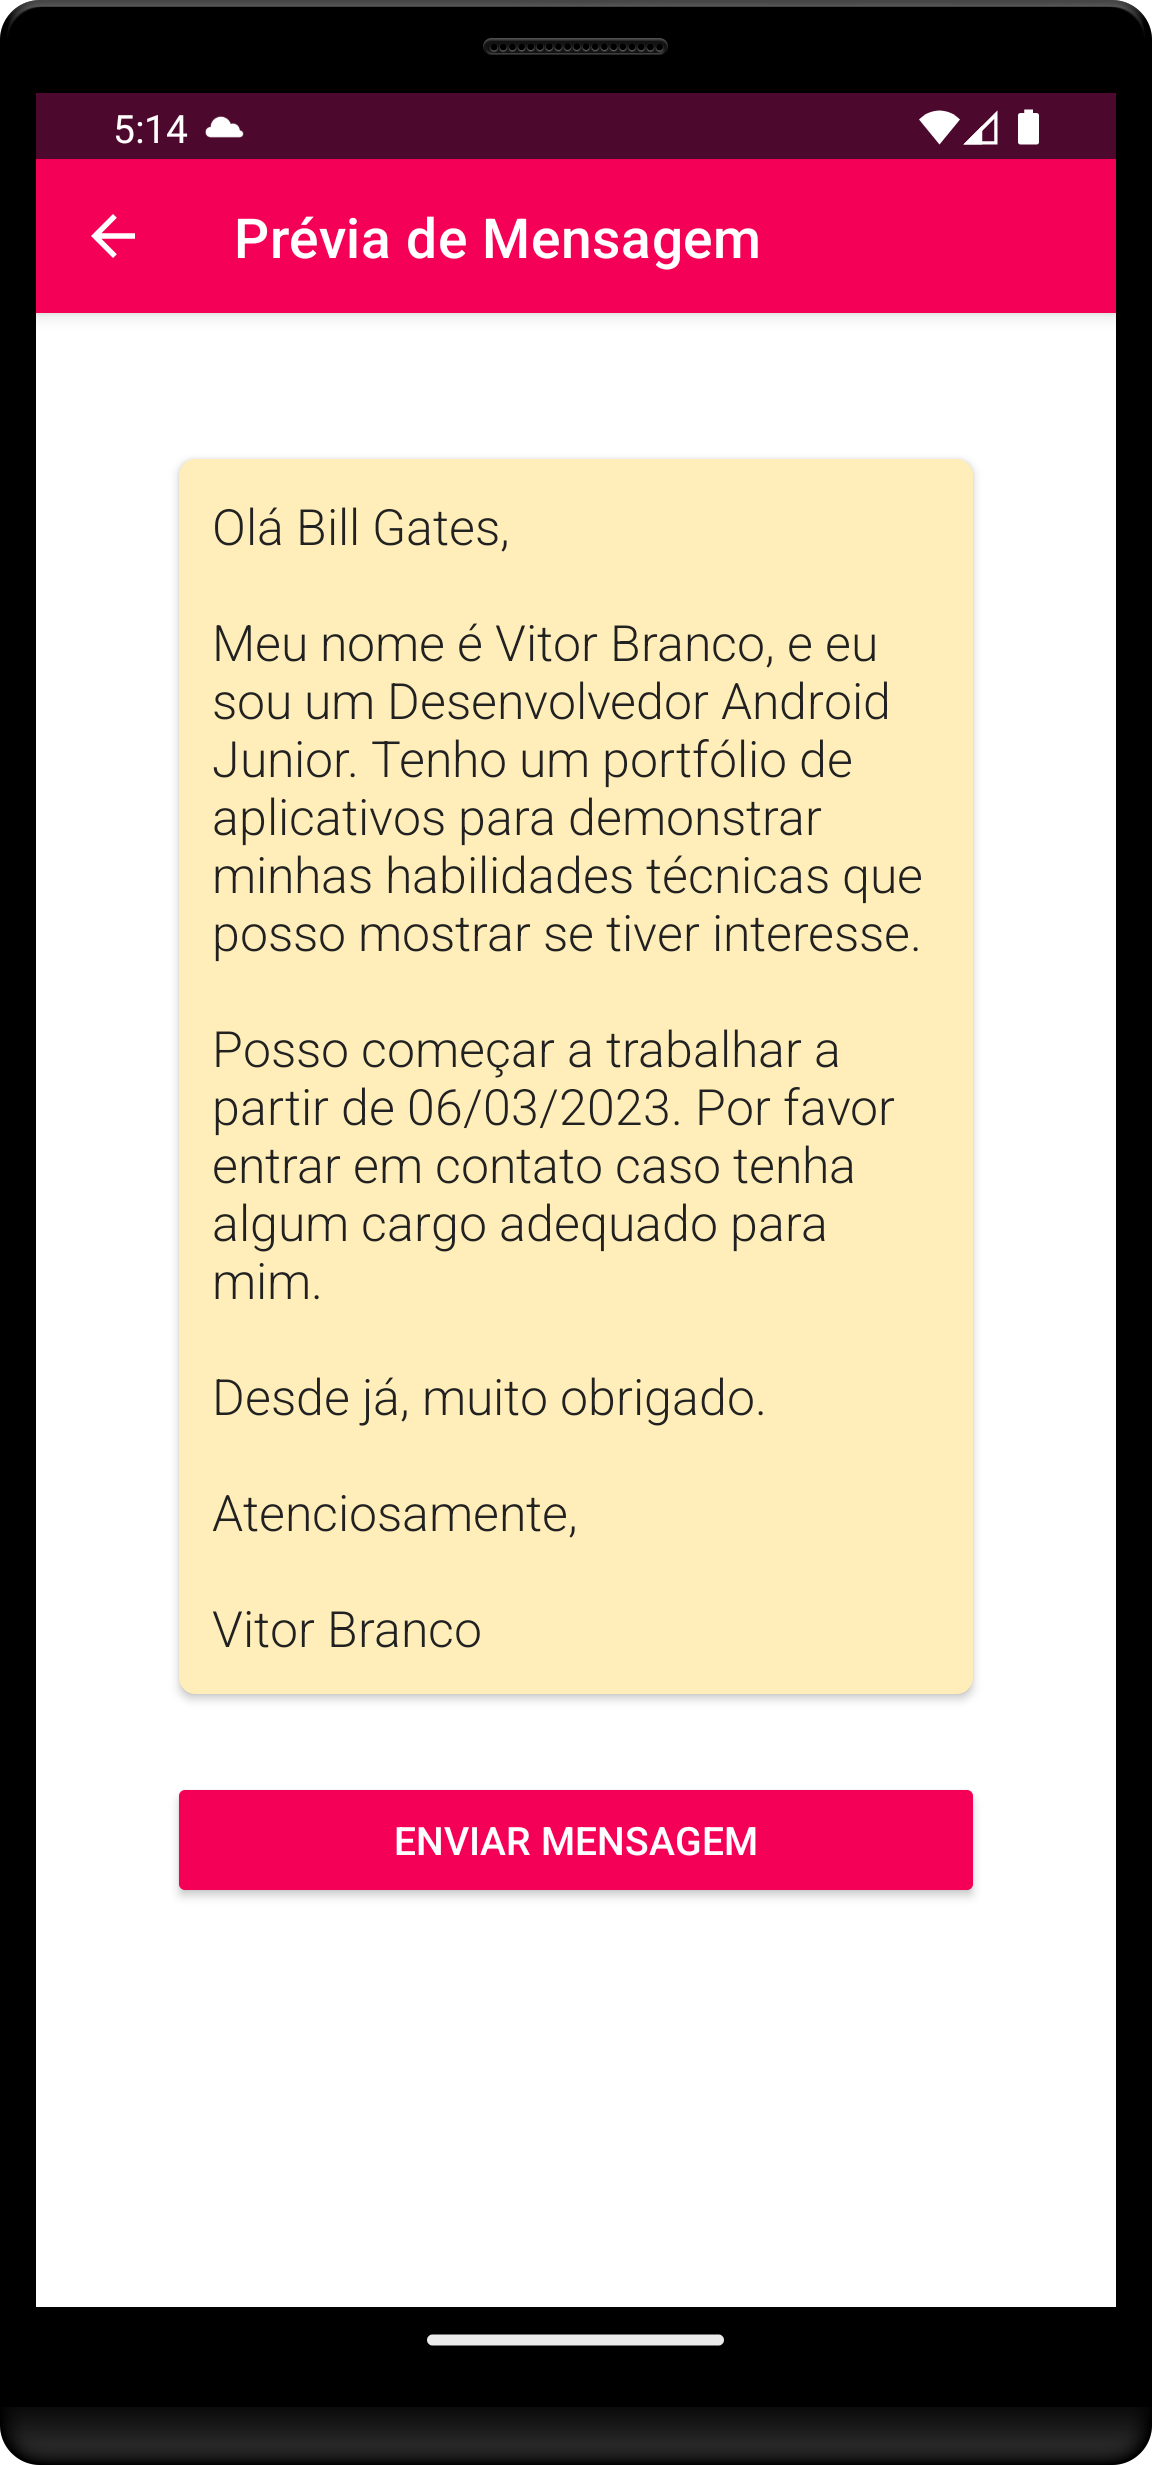 5:14
Prévia de Mensagem
Olá Bill Gates,
Meu nome é Vitor Branco, e eu
sou um Desenvolvedor Android
Junior. Tenho um portfólio de
aplicativos para demonstrar
minhas habilidades técnicas que
posso mostrar se tiver interesse.
Posso começar a trabalhar a
partir de 06/03/2023. Por favor
entrar em contato caso tenha
algum cargo adequado para
mim.
Desde já, muito obrigado.
Atenciosamente,
Vitor Branco
ENVIAR MENSAGEM